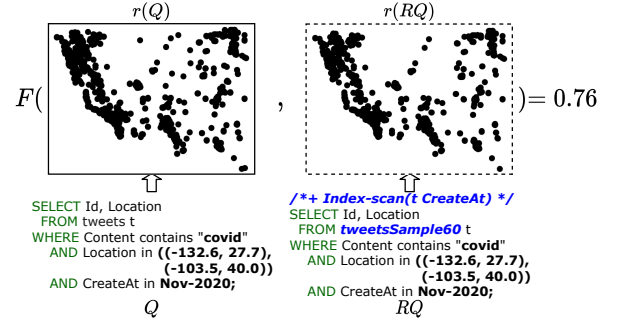 r(Q)
r(RQ)
F( , )= 0.76
SELECT Id, Location
FROM tweets t
WHERE Content contains "covid"
AND Location in ((-132.6, 27.7),
(-103.5, 40.0))
AND CreateAt in Nov-2020;
Q
/*+ Index-scan(t CreateAt) */
SELECT Id, Location
FROM tweetsSample60 t
WHERE Content contains "covid"
AND Location in ((-132.6, 27.7),
(-103.5, 40.0))
AND CreateAt in Nov-2020;
RQ